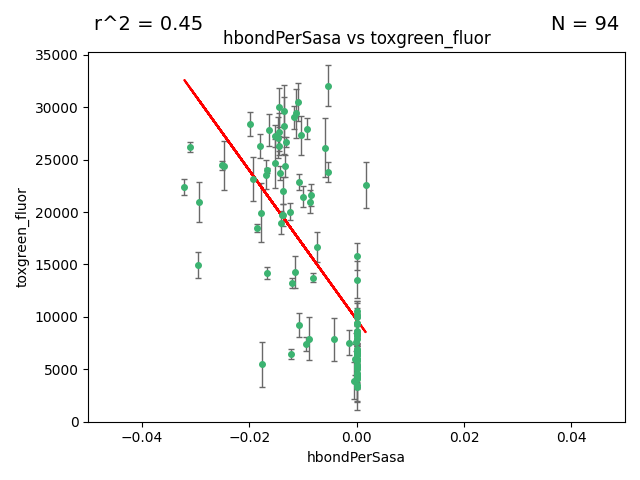 r^2 = 0.45
N = 94
hbondPerSasa vs toxgreen_fluor
35000
30000
25000
20000
15000
10000
5000
0
toxgreen_fluor
−0.04
−0.02
0.00
0.02
0.04
hbondPerSasa